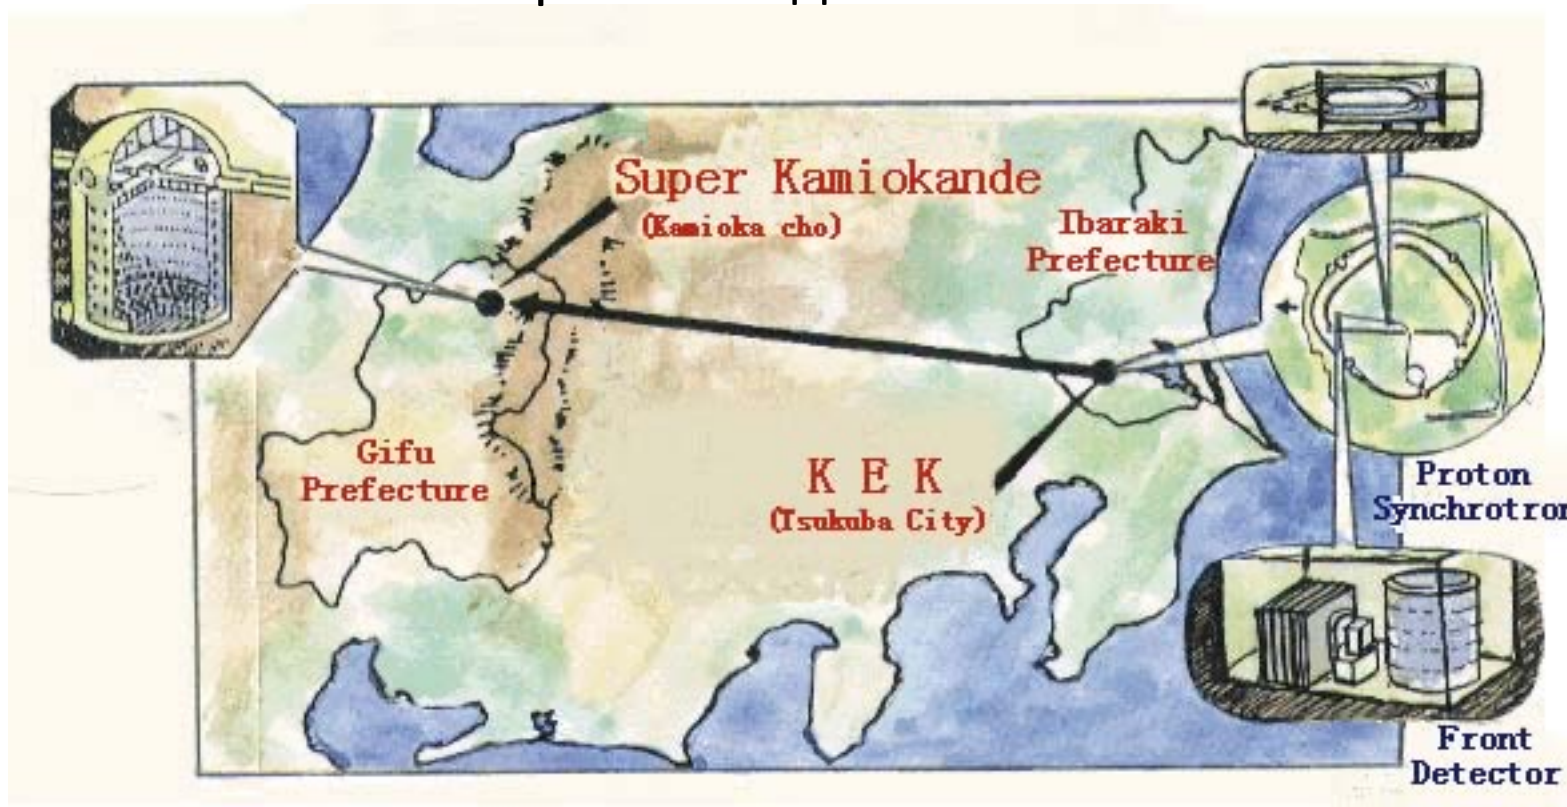 Super Kamiokande
(Kamioka cho)
Ibaraki
Prefecture
Gifu
Prefecture
K E K
(Tsukuba City)
Proton
Synchrotron
Front
Detector